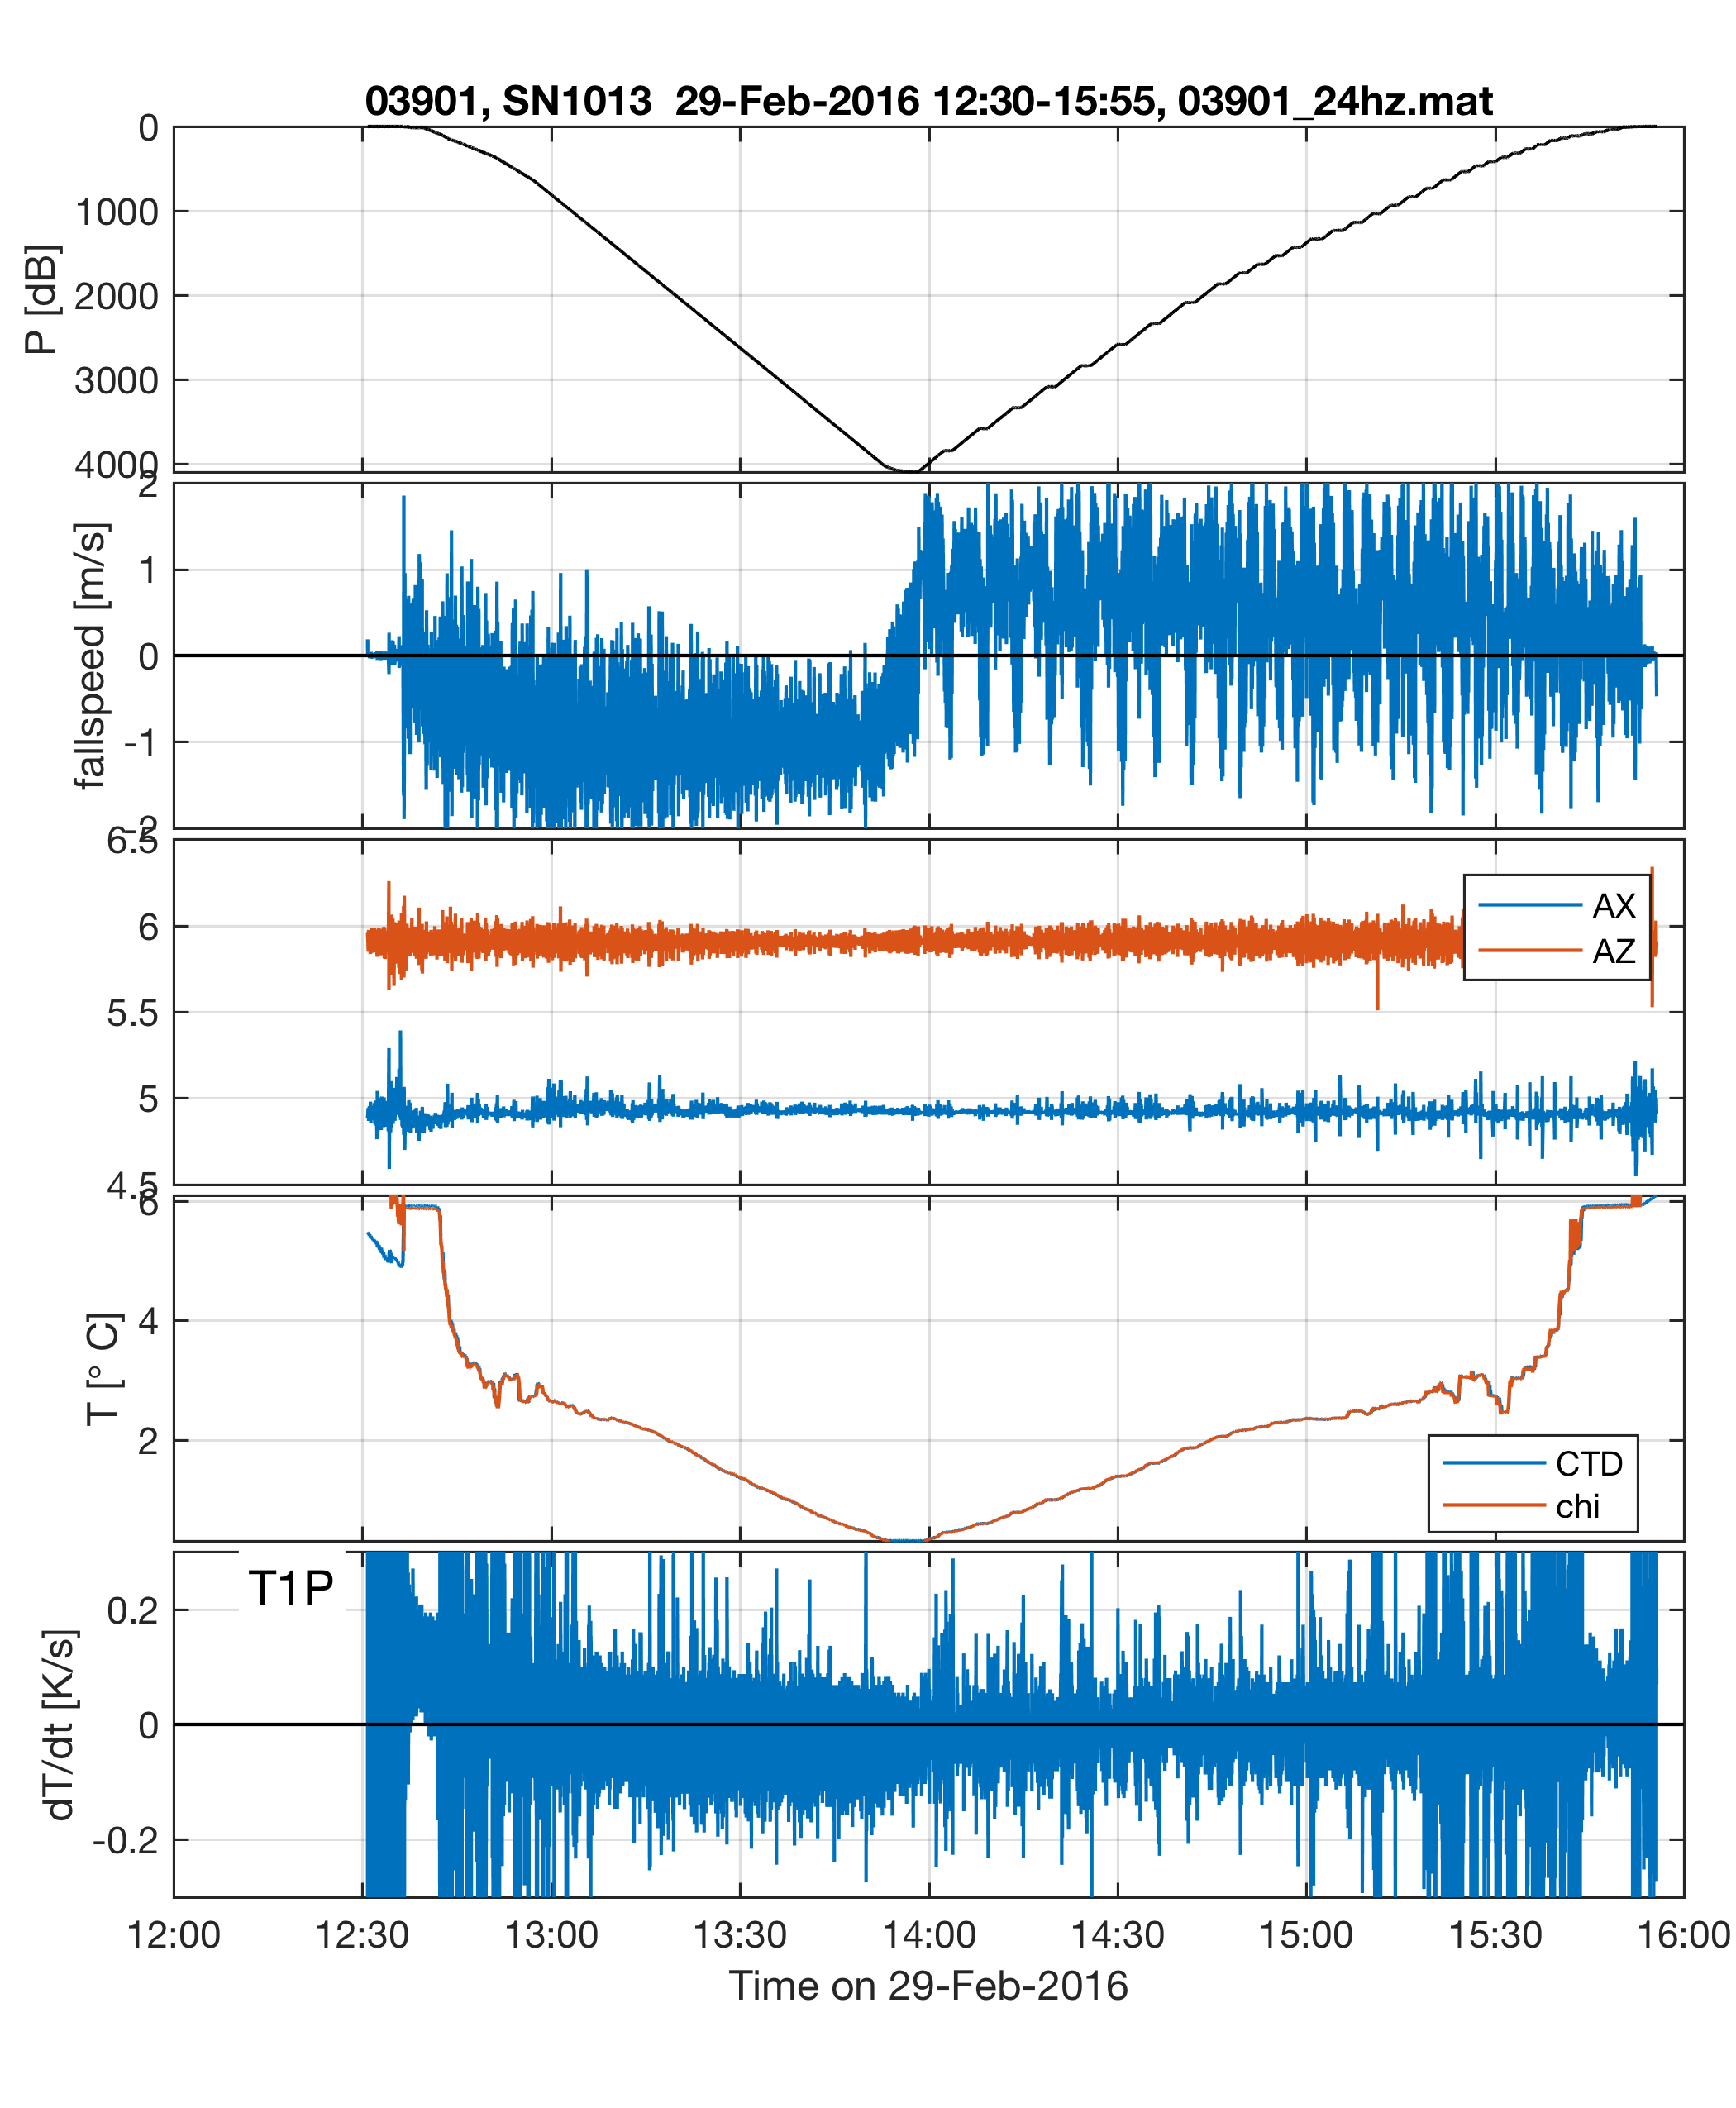 03901, SN1013  29-Feb-2016 12:30-15:55, 03901_24hz.mat
0
1000
2000
3000
4000
P [dB]
2
1
0
-1
-2
fallspeed [m/s]
6.5
6
5.5
5
4.5
AX
AZ
6
4
2
T [° C]
CTD
chi
T1P
0.2
0
-0.2
dT/dt [K/s]
12:00 12:30 13:00 13:30 14:00 14:30 15:00 15:30 16:00
Time on 29-Feb-2016